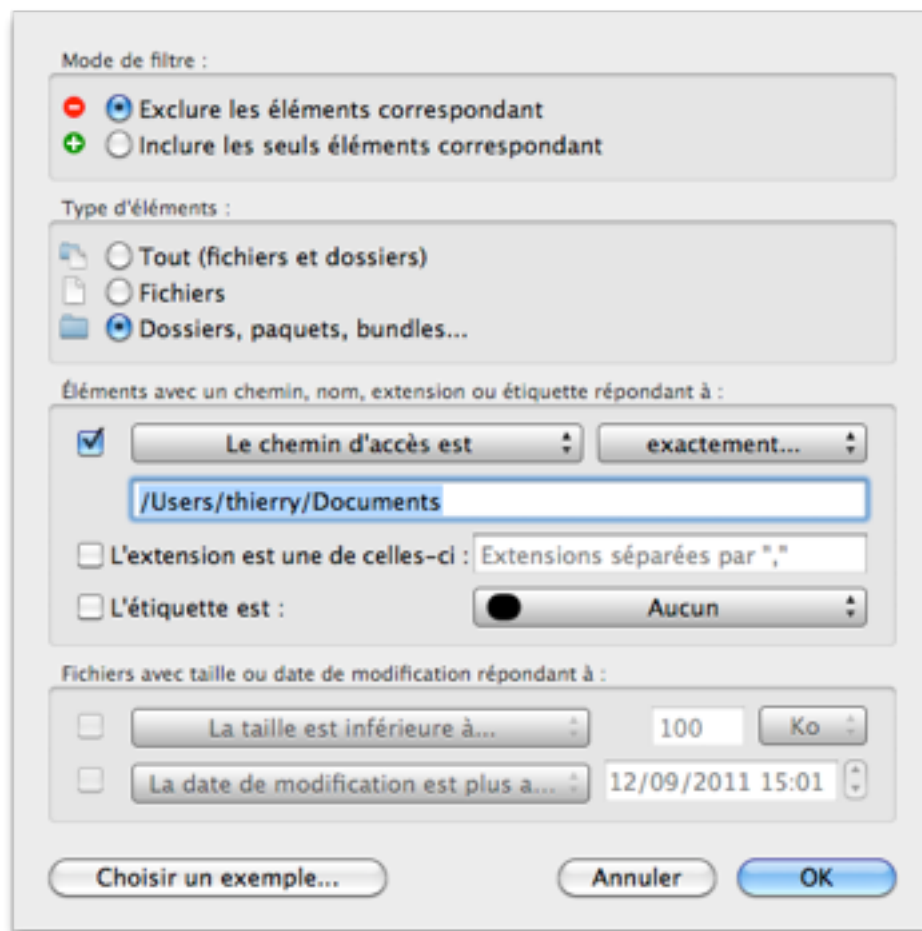 Mode de filtre :
Exclure les éléments correspondant
Inclure les seuls éléments correspondant
Type d'éléments :
Tout (fichiers et dossiers)
Fichiers
Dossiers, paquets, bundles...
Éléments avec un chemin, nom, extension ou étiquette répondant à :
Le chemin d'accès est exactement...
/Users/thierry/Documents
L'extension est une de celles-ci : Extensions séparées par ","
L'étiquette est : Aucun
Fichiers avec taille ou date de modification répondant à :
La taille est inférieure à... 100 Ko
La date de modification est plus a... 12/09/2011 15:01
Choisir un exemple... Annuler OK